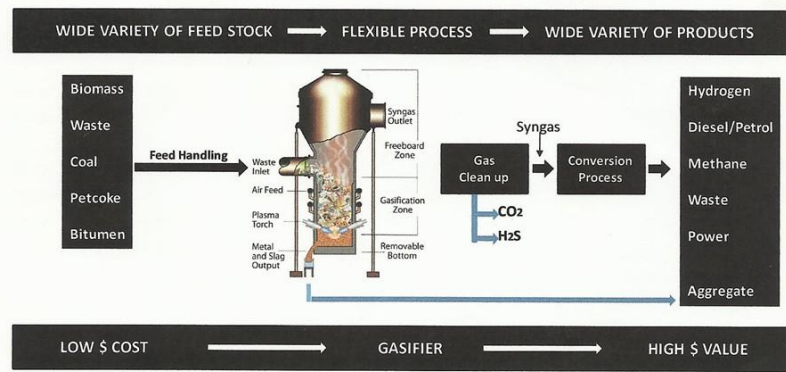 WIDE VARIETY OF FEED STOCK
FLEXIBLE PROCESS
WIDE VARIETY OF PRODUCTS
Biomass
Waste
Coal
Petcoke
Bitumen
Feed Handling
Waste
Inlet
Air Feed
Plasma
Torch
Metal
and Slag
Output
Syngas
Outlet
Freeboard
Zone
Gasification
Zone
Removable
Bottom
Gas
Clean up
CO2
H2S
Syngas
Conversion
Process
Hydrogen
Diesel/Petrol
Methane
Waste
Power
Aggregate
LOW $ COST
GASIFIER
HIGH $ VALUE